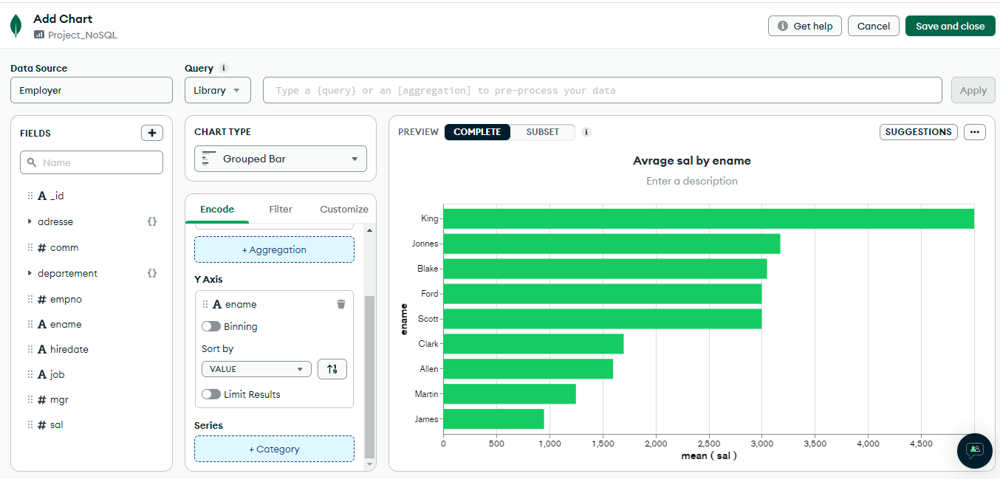 Add Chart
Project_NoSQL
Get help
Cancel
Save and close
Data Source
Employer
Query
Library
Type a {query} or an [aggregation] to pre-process your data
Apply
FIELDS
+
Name
A _id
adresse {}
# comm
departement {}
# empno
A ename
A hiredate
A job
# mgr
# sal
CHART TYPE
Grouped Bar
Encode
Filter
Customize
+ Aggregation
Y Axis
A ename
Binning
Sort by
VALUE
Limit Results
Series
+ Category
PREVIEW
COMPLETE
SUBSET
SUGGESTIONS
Avrage sal by ename
Enter a description
ename
King
Jonnes
Blake
Ford
Scott
Clark
Allen
Martin
James
0 500 1,000 1,500 2,000 2,500 3,000 3,500 4,000 4,500
mean ( sal )